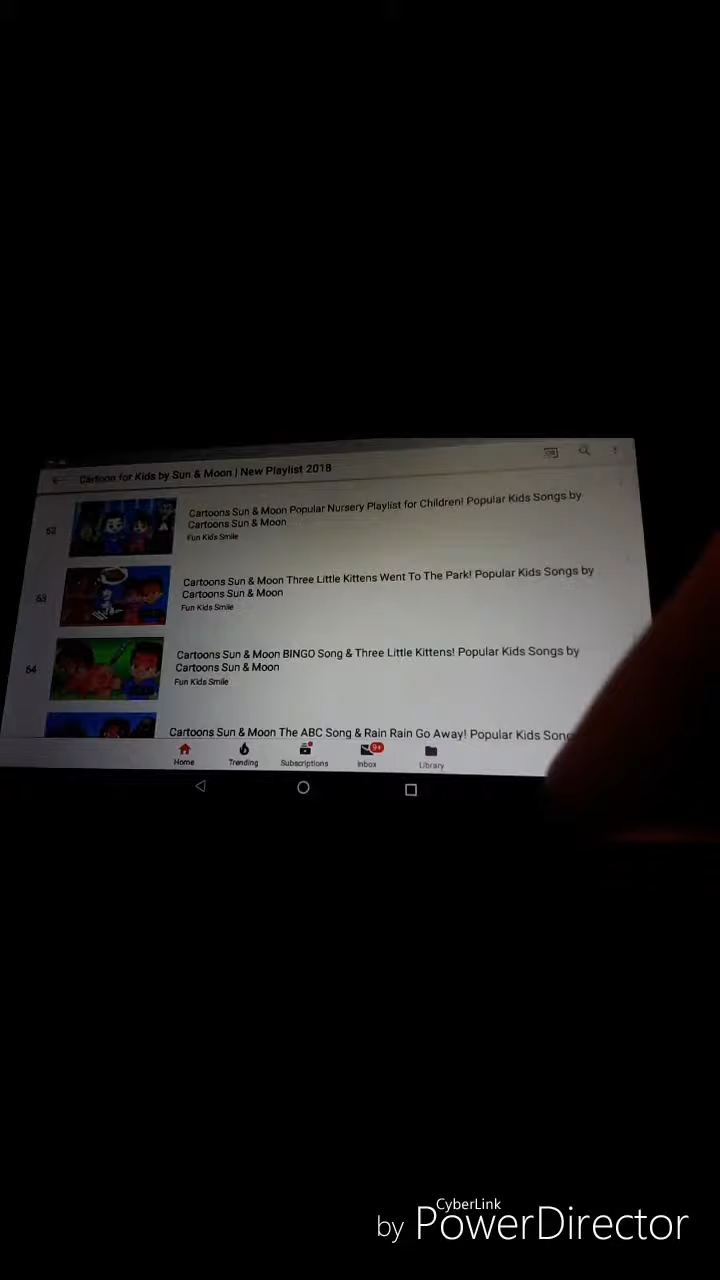 Cartoon for Kids by Sun & Moon | New Playlist 2018
52
Cartoons Sun & Moon Popular Nursery Playlist for Children! Popular Kids Songs by
Cartoons Sun & Moon
Fun Kids Smile
53
Cartoons Sun & Moon Three Little Kittens Went To The Park! Popular Kids Songs by
Cartoons Sun & Moon
Fun Kids Smile
54
Cartoons Sun & Moon BINGO Song & Three Little Kittens! Popular Kids Songs by
Cartoons Sun & Moon
Fun Kids Smile
Cartoons Sun & Moon The ABC Song & Rain Rain Go Away! Popular Kids Song
9+
Home Trending Subscriptions Inbox Library
CyberLink
by PowerDirector